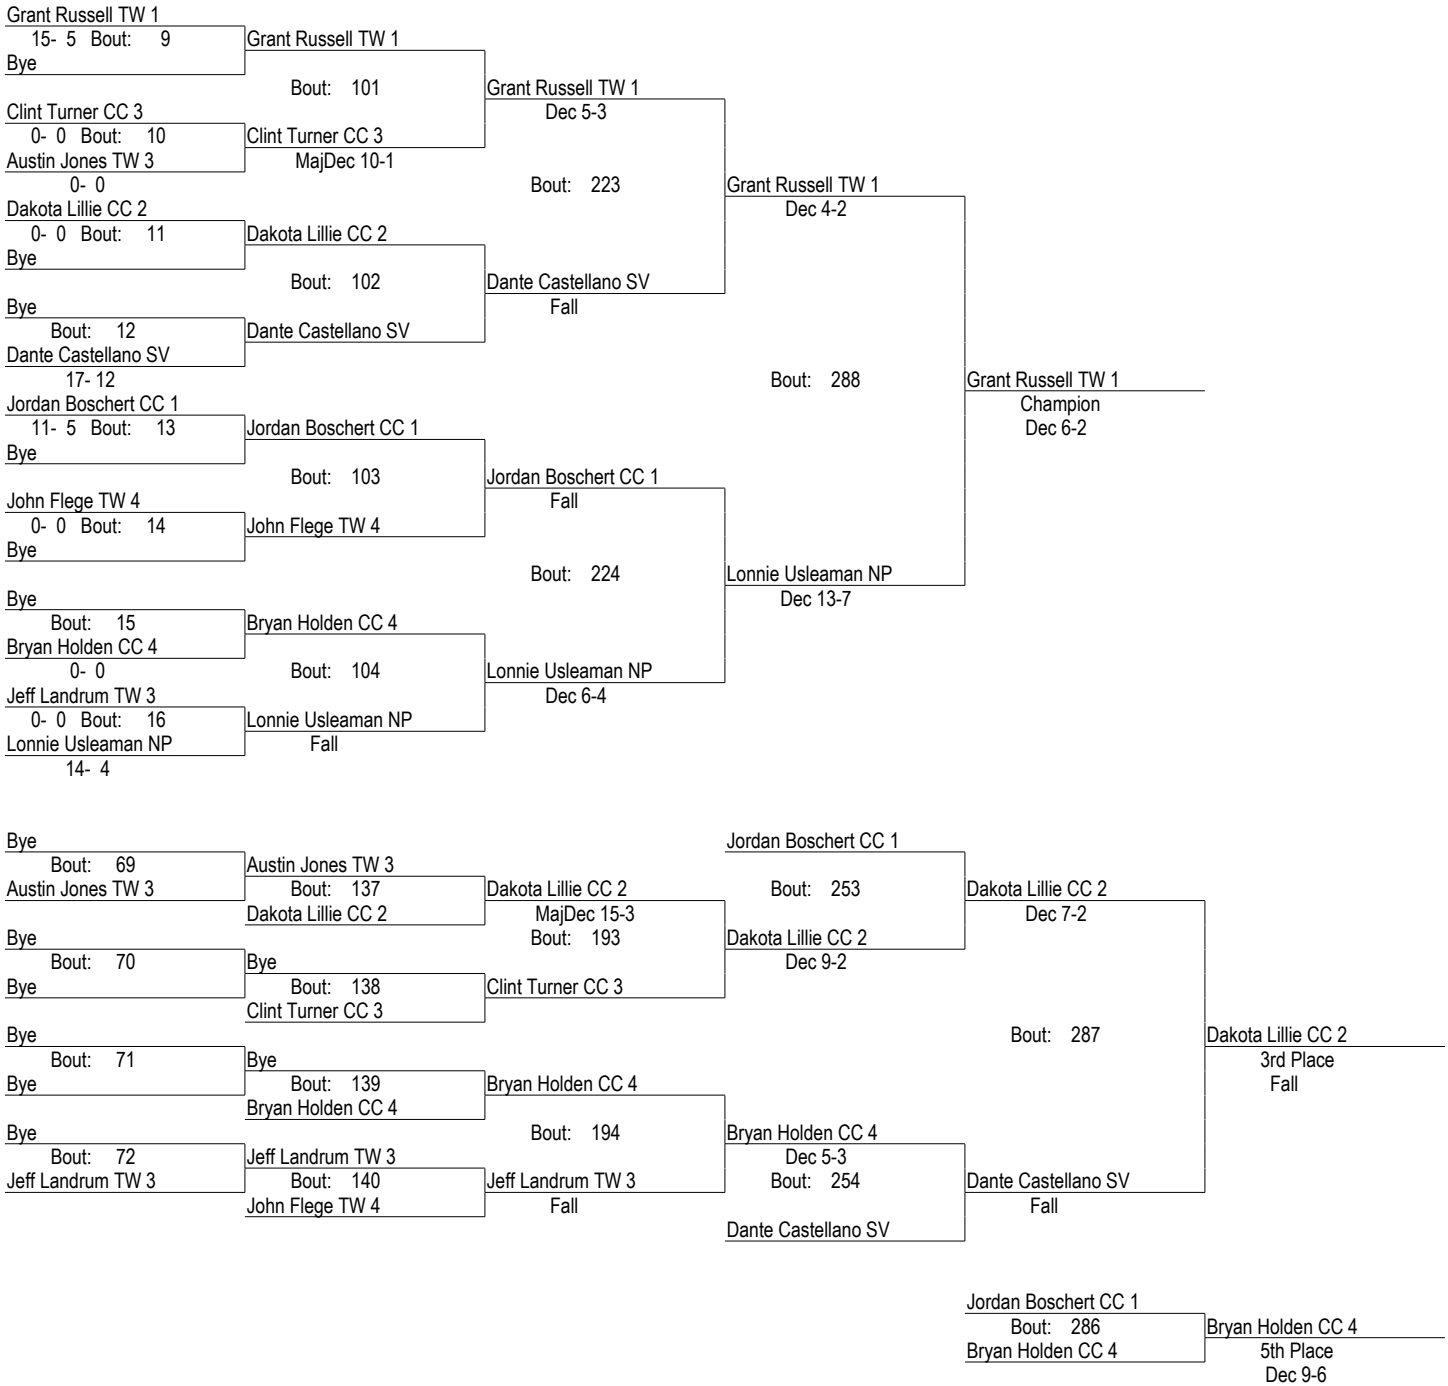 Grant Russell TW 1
15- 5 Bout: 9 Grant Russell TW 1
Bye
Bout: 101 Grant Russell TW 1
Clint Turner CC 3 Dec 5-3
0- 0 Bout: 10 Clint Turner CC 3
Austin Jones TW 3 MajDec 10-1
0- 0 Bout: 223 Grant Russell TW 1
Dakota Lillie CC 2 Dec 4-2
0- 0 Bout: 11 Dakota Lillie CC 2
Bye
Bout: 102 Dante Castellano SV
Bye Fall
Bout: 12 Dante Castellano SV
Dante Castellano SV
17- 12 Bout: 288 Grant Russell TW 1
Jordan Boschert CC 1 Champion
11- 5 Bout: 13 Jordan Boschert CC 1 Dec 6-2
Bye
Bout: 103 Jordan Boschert CC 1
John Flege TW 4 Fall
0- 0 Bout: 14 John Flege TW 4
Bye
Bout: 224 Lonnie Usleaman NP
Bye Dec 13-7
Bout: 15 Bryan Holden CC 4
Bryan Holden CC 4
0- 0 Bout: 104 Lonnie Usleaman NP
Jeff Landrum TW 3 Dec 6-4
0- 0 Bout: 16 Lonnie Usleaman NP
Lonnie Usleaman NP Fall
14- 4
Bye Jordan Boschert CC 1
Bout: 69 Austin Jones TW 3
Austin Jones TW 3 Bout: 137 Dakota Lillie CC 2 Bout: 253 Dakota Lillie CC 2
Dakota Lillie CC 2 MajDec 15-3 Dec 7-2
Bye Bout: 193 Dakota Lillie CC 2
Bout: 70 Bye Dec 9-2
Bye Bout: 138 Clint Turner CC 3
Clint Turner CC 3
Bye Bout: 287 Dakota Lillie CC 2
Bout: 71 Bye 3rd Place
Bye Bout: 139 Bryan Holden CC 4 Fall
Bryan Holden CC 4
Bye Bout: 194 Bryan Holden CC 4
Bout: 72 Jeff Landrum TW 3 Dec 5-3
Jeff Landrum TW 3 Bout: 140 Jeff Landrum TW 3 Bout: 254 Dante Castellano SV
John Flege TW 4 Fall Fall
Dante Castellano SV
Jordan Boschert CC 1
Bout: 286 Bryan Holden CC 4
Bryan Holden CC 4 5th Place
Dec 9-6